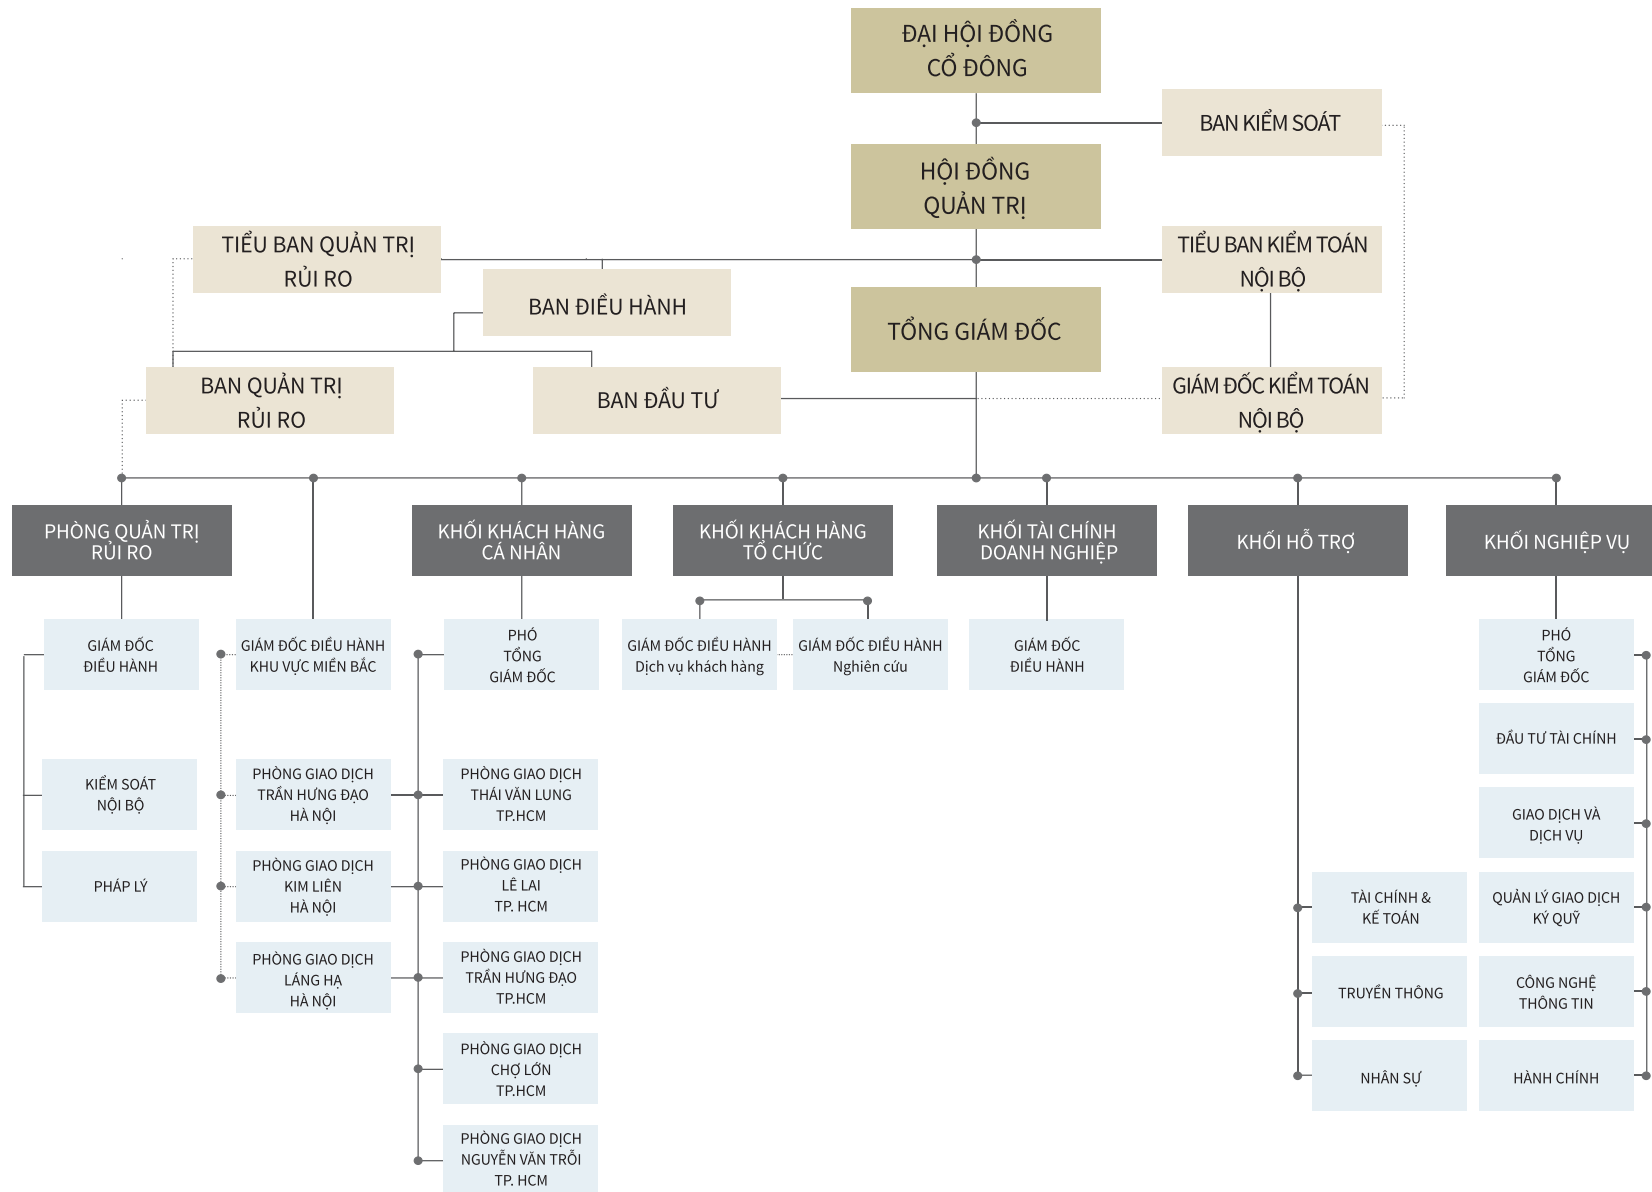 ĐẠI HỘI ĐỒNG
CỔ ĐÔNG
BAN KIỂM SOÁT
HỘI ĐỒNG
QUẢN TRỊ
TIỂU BAN QUẢN TRỊ
RỦI RO
TIỂU BAN KIỂM TOÁN
NỘI BỘ
BAN ĐIỀU HÀNH
TỔNG GIÁM ĐỐC
BAN QUẢN TRỊ
RỦI RO
BAN ĐẦU TƯ
GIÁM ĐỐC KIỂM TOÁN
NỘI BỘ
PHÒNG QUẢN TRỊ
RỦI RO
KHỐI KHÁCH HÀNG
CÁ NHÂN
KHỐI KHÁCH HÀNG
TỔ CHỨC
KHỐI TÀI CHÍNH
DOANH NGHIỆP
KHỐI HỖ TRỢ
KHỐI NGHIỆP VỤ
GIÁM ĐỐC
ĐIỀU HÀNH
GIÁM ĐỐC ĐIỀU HÀNH
KHU VỰC MIỀN BẮC
PHÓ
TỔNG
GIÁM ĐỐC
GIÁM ĐỐC ĐIỀU HÀNH
Dịch vụ khách hàng
GIÁM ĐỐC ĐIỀU HÀNH
Nghiên cứu
GIÁM ĐỐC
ĐIỀU HÀNH
PHÓ
TỔNG
GIÁM ĐỐC
ĐẦU TƯ TÀI CHÍNH
KIỂM SOÁT
NỘI BỘ
PHÒNG GIAO DỊCH
TRẦN HƯNG ĐẠO
HÀ NỘI
PHÒNG GIAO DỊCH
THÁI VĂN LUNG
TP.HCM
GIAO DỊCH VÀ
DỊCH VỤ
PHÁP LÝ
PHÒNG GIAO DỊCH
KIM LIÊN
HÀ NỘI
PHÒNG GIAO DỊCH
LÊ LAI
TP. HCM
TÀI CHÍNH &
KẾ TOÁN
QUẢN LÝ GIAO DỊCH
KÝ QUỸ
PHÒNG GIAO DỊCH
LÁNG HẠ
HÀ NỘI
PHÒNG GIAO DỊCH
TRẦN HƯNG ĐẠO
TP.HCM
TRUYỀN THÔNG
CÔNG NGHỆ
THÔNG TIN
PHÒNG GIAO DỊCH
CHỢ LỚN
TP.HCM
NHÂN SỰ
HÀNH CHÍNH
PHÒNG GIAO DỊCH
NGUYỄN VĂN TRỖI
TP. HCM